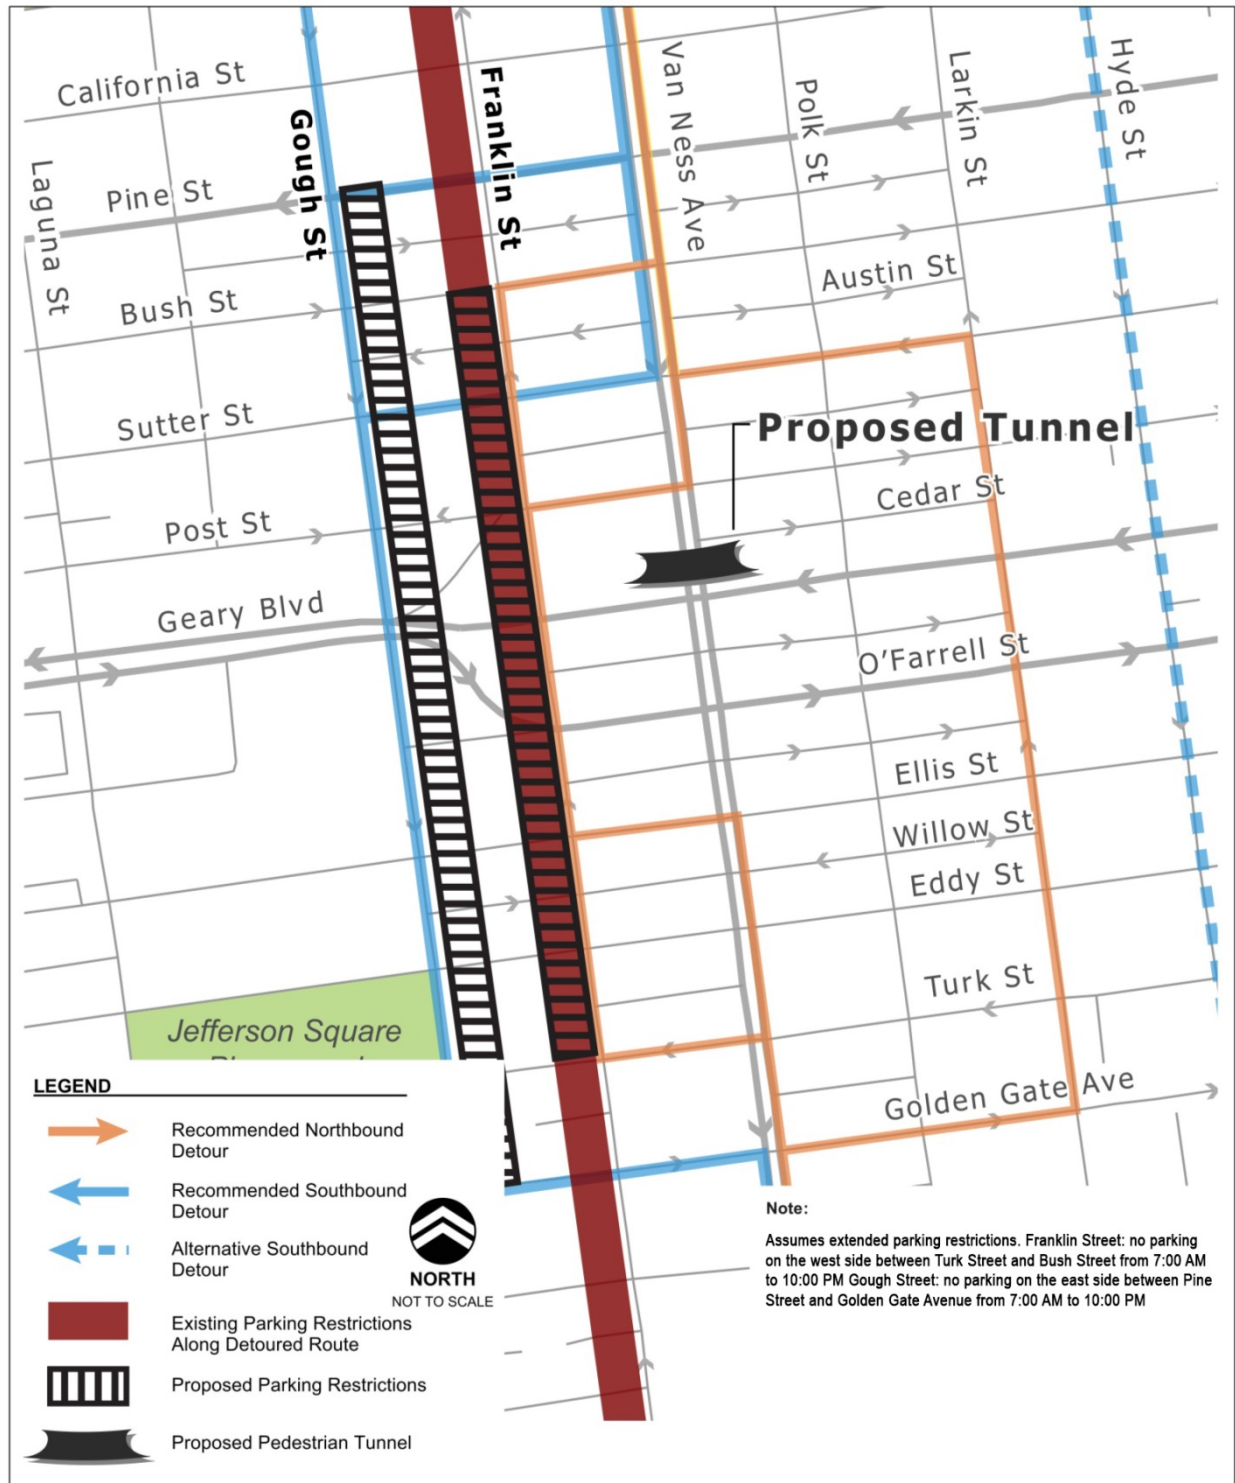 California St
Gough St
Franklin St
Van Ness Ave
Polk St
Larkin St
Hyde St
Laguna St
Pine St
Bush St
Austin St
Sutter St
Proposed Tunnel
Post St
Cedar St
Geary Blvd
O'Farrell St
Ellis St
Willow St
Eddy St
Turk St
Jefferson Square
Golden Gate Ave
LEGEND
Recommended Northbound
Detour
Recommended Southbound
Detour
Alternative Southbound
Detour
Existing Parking Restrictions
Along Detoured Route
Proposed Parking Restrictions
Proposed Pedestrian Tunnel
NORTH
NOT TO SCALE
Note:
Assumes extended parking restrictions. Franklin Street: no parking
on the west side between Turk Street and Bush Street from 7:00 AM
to 10:00 PM Gough Street: no parking on the east side between Pine
Street and Golden Gate Avenue from 7:00 AM to 10:00 PM